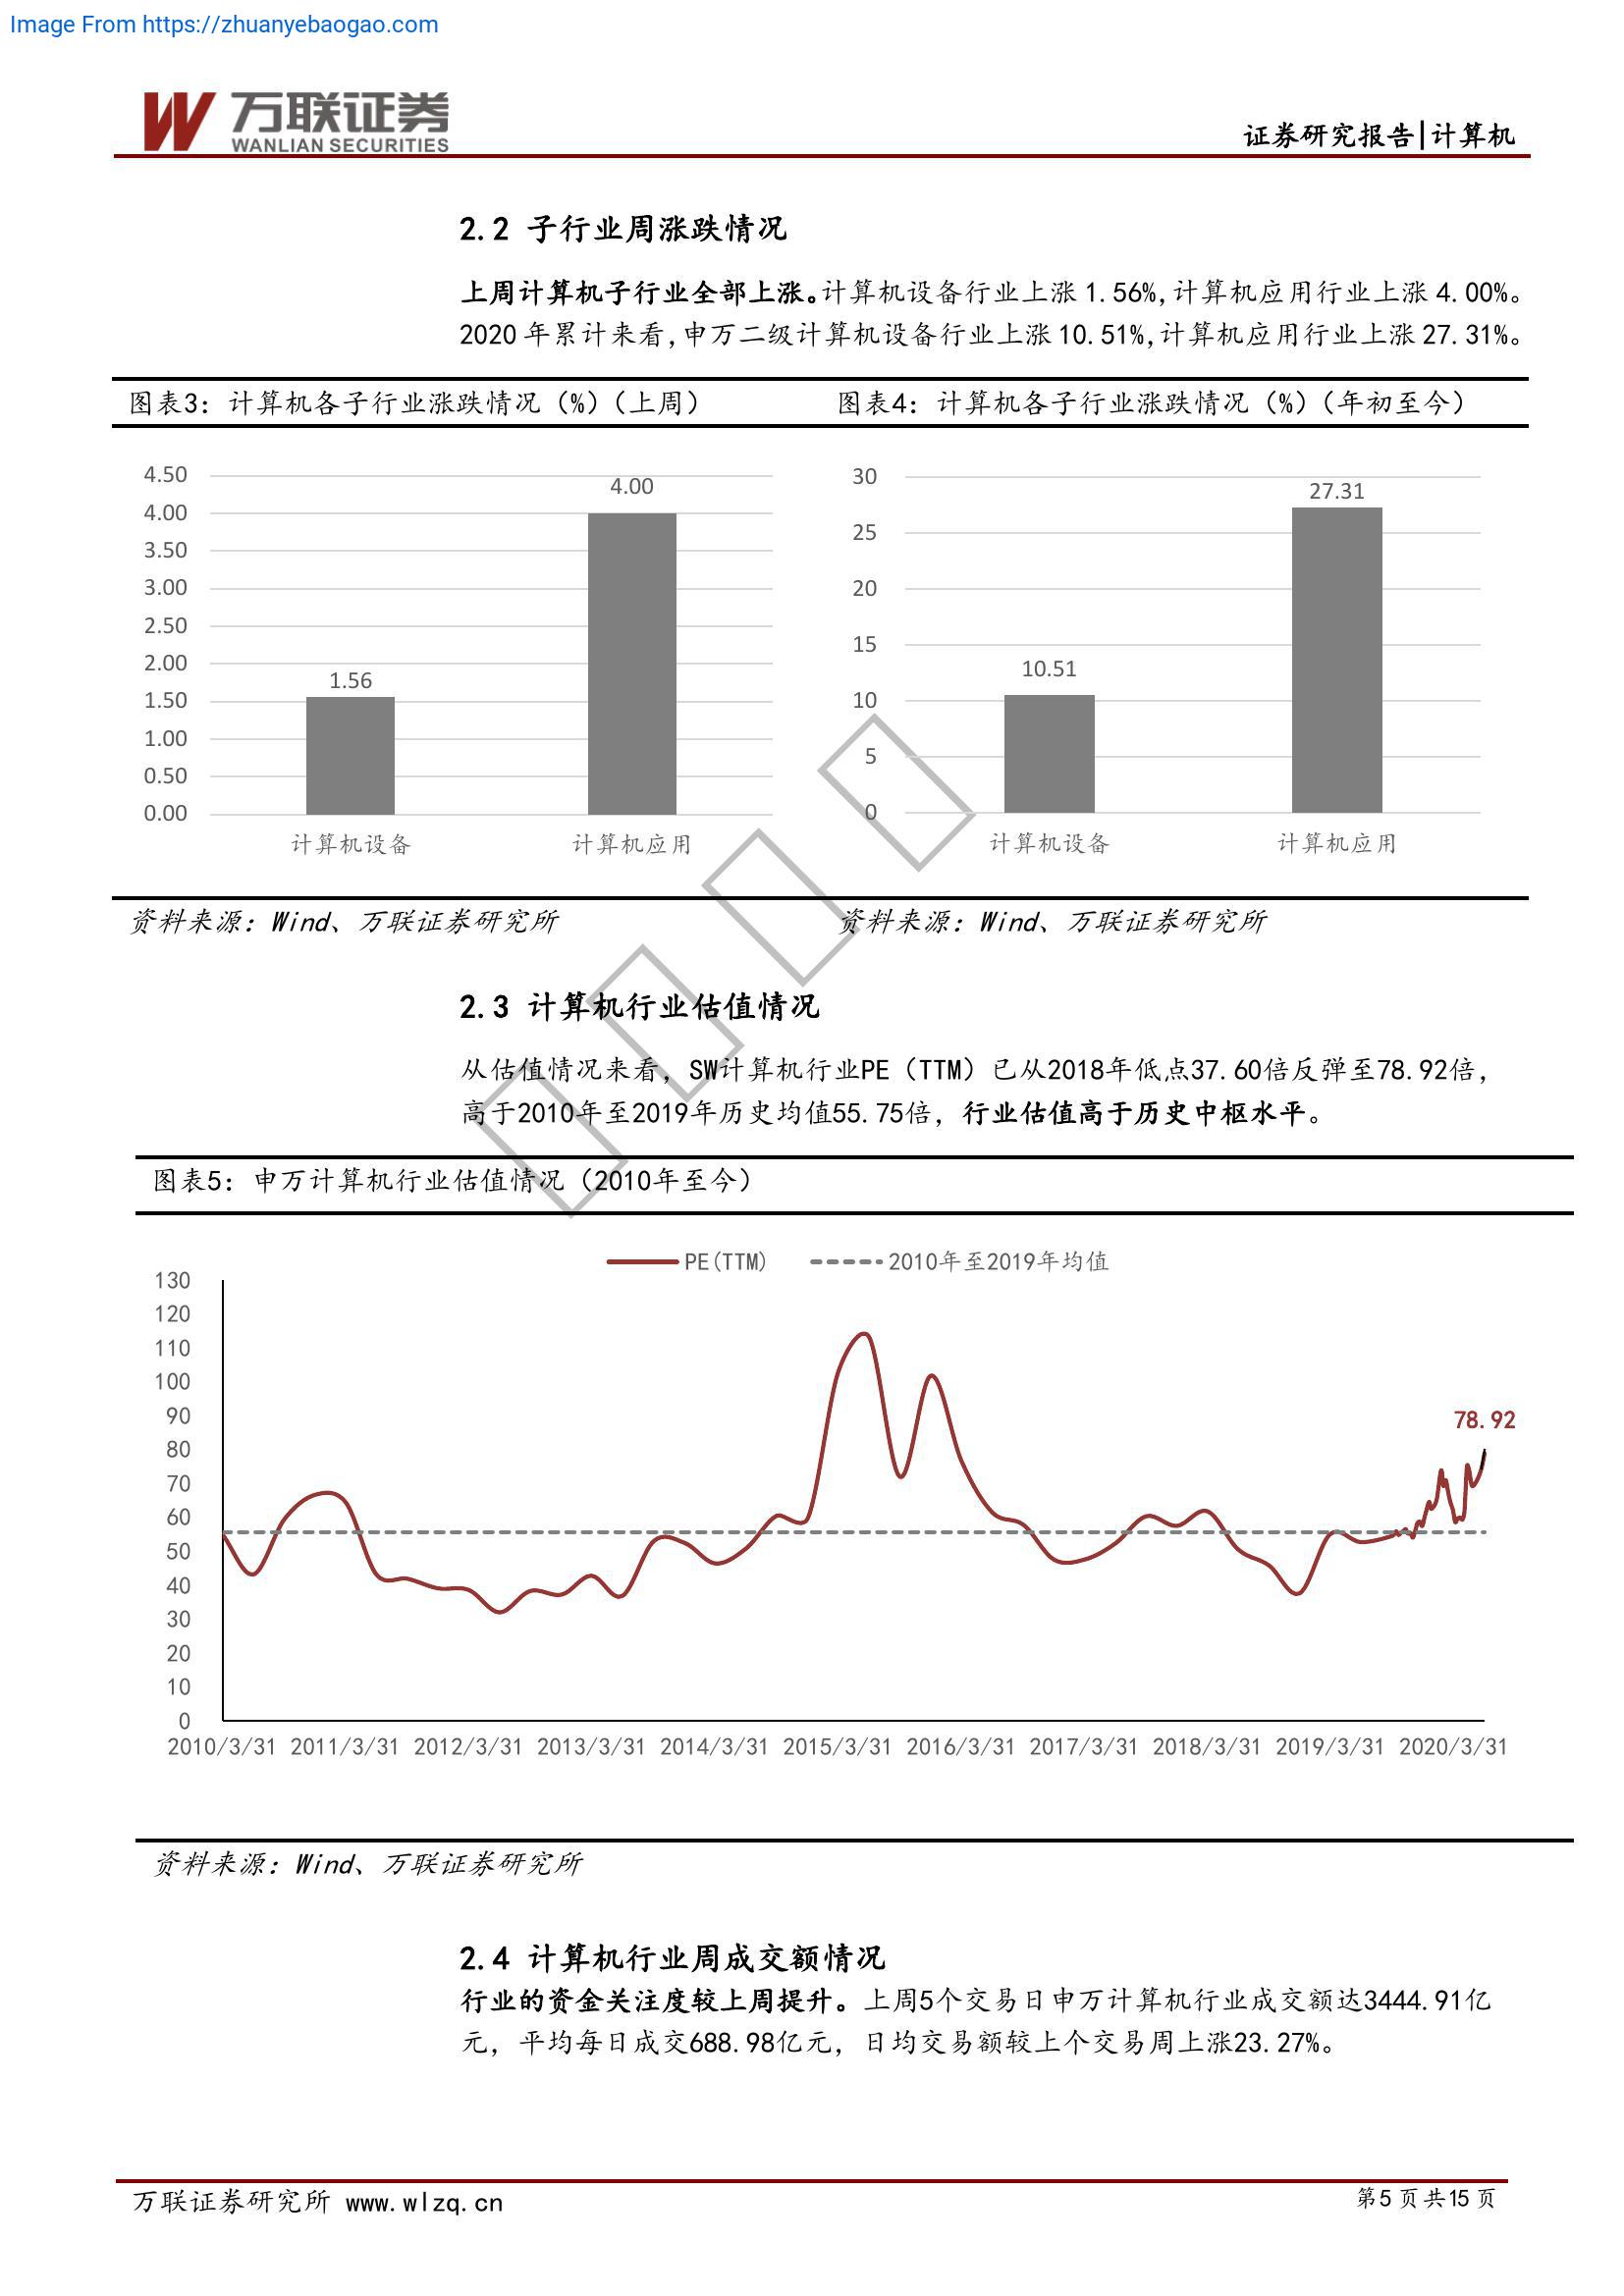 Image From https://zhuanyebaogao.com
万联证券
WANLIAN SECURITIES
证券研究报告|计算机
2.2 子行业周涨跌情况
上周计算机子行业全部上涨。计算机设备行业上涨 1.56%,计算机应用行业上涨 4.00%。
2020 年累计来看,申万二级计算机设备行业上涨 10.51%,计算机应用行业上涨 27.31%。
图表3：计算机各子行业涨跌情况（%）（上周）
图表4：计算机各子行业涨跌情况（%）（年初至今）
4.50
4.00
3.50
3.00
2.50
2.00
1.50
1.00
0.50
0.00
1.56
4.00
计算机设备
计算机应用
30
25
20
15
10
5
0
10.51
27.31
计算机设备
计算机应用
资料来源：Wind、万联证券研究所
资料来源：Wind、万联证券研究所
2.3 计算机行业估值情况
从估值情况来看，SW计算机行业PE（TTM）已从2018年低点37.60倍反弹至78.92倍，
高于2010年至2019年历史均值55.75倍，行业估值高于历史中枢水平。
图表5：申万计算机行业估值情况（2010年至今）
PE(TTM)
2010年至2019年均值
130
120
110
100
90
80
70
60
50
40
30
20
10
0
78.92
2010/3/31 2011/3/31 2012/3/31 2013/3/31 2014/3/31 2015/3/31 2016/3/31 2017/3/31 2018/3/31 2019/3/31 2020/3/31
资料来源：Wind、万联证券研究所
2.4 计算机行业周成交额情况
行业的资金关注度较上周提升。上周5个交易日申万计算机行业成交额达3444.91亿
元，平均每日成交688.98亿元，日均交易额较上个交易周上涨23.27%。
万联证券研究所 www.wlzq.cn
第5 页 共15 页